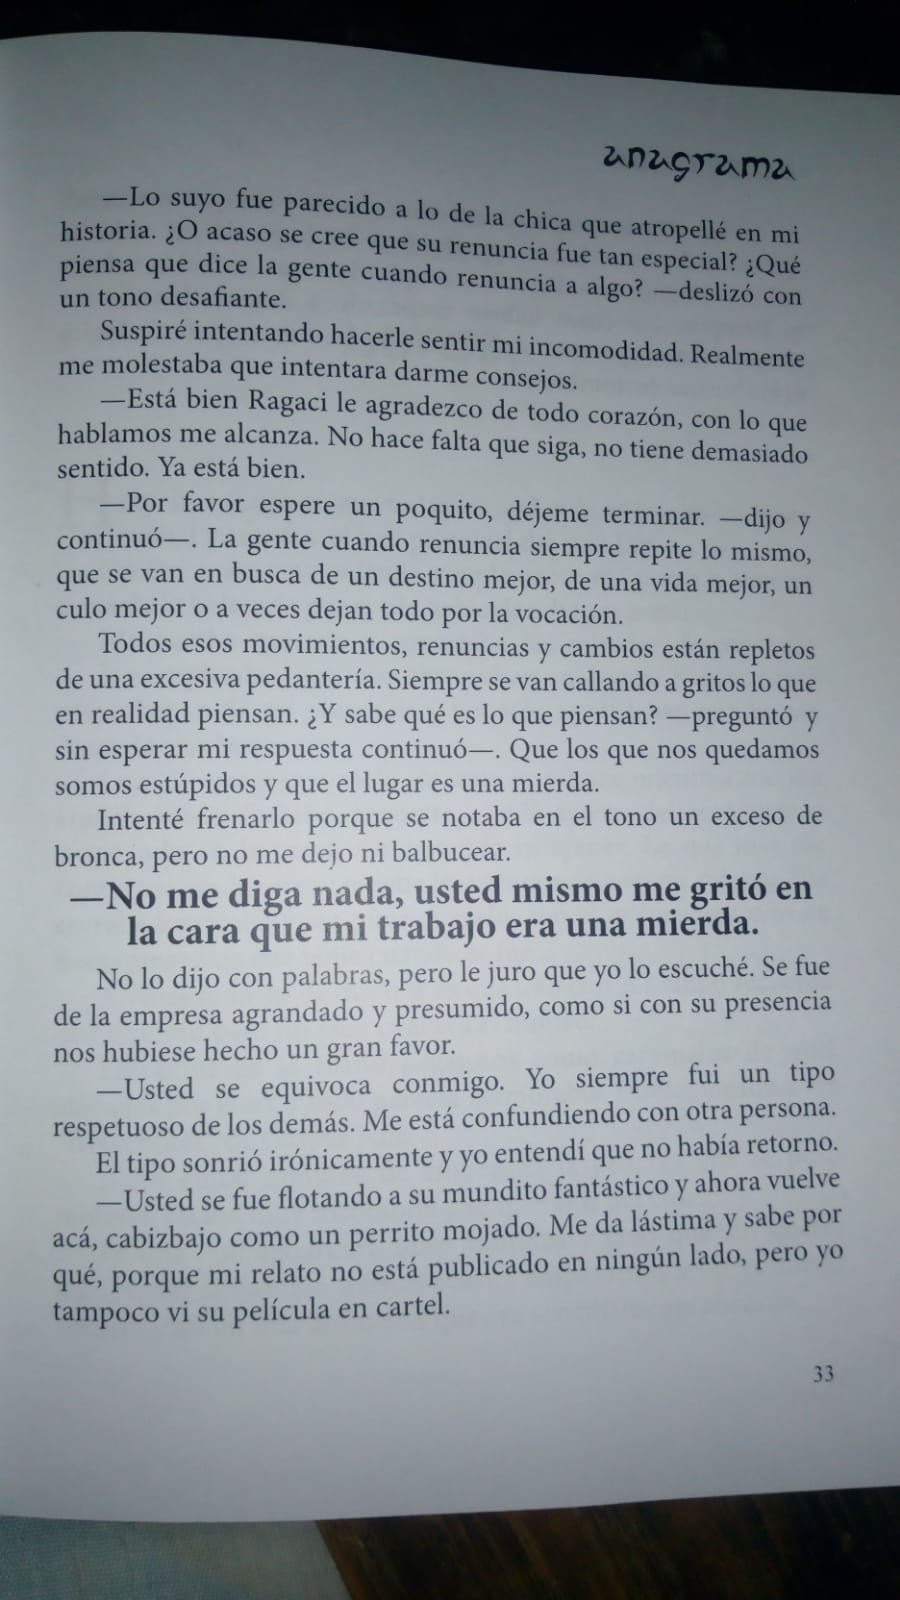 anagrama
—Lo suyo fue parecido a lo de la chica que atropellé en mi
historia. ¿O acaso se cree que su renuncia fue tan especial? ¿Qué
piensa que dice la gente cuando renuncia a algo? —deslizó con
un tono desafiante.
Suspiré intentando hacerle sentir mi incomodidad. Realmente
me molestaba que intentara darme consejos.
—Está bien Ragaci le agradezco de todo corazón, con lo que
hablamos me alcanza. No hace falta que siga, no tiene demasiado
sentido. Ya está bien.
—Por favor espere un poquito, déjeme terminar. —dijo y
continuó—. La gente cuando renuncia siempre repite lo mismo,
que se van en busca de un destino mejor, de una vida mejor, un
culo mejor o a veces dejan todo por la vocación.
Todos esos movimientos, renuncias y cambios están repletos
de una excesiva pedantería. Siempre se van callando a gritos lo que
en realidad piensan. ¿Y sabe qué es lo que piensan? —preguntó y
sin esperar mi respuesta continuó—. Que los que nos quedamos
somos estúpidos y que el lugar es una mierda.
Intenté frenarlo porque se notaba en el tono un exceso de
bronca, pero no me dejo ni balbucear.
—No me diga nada, usted mismo me gritó en
la cara que mi trabajo era una mierda.
No lo dijo con palabras, pero le juro que yo lo escuché. Se fue
de la empresa agrandado y presumido, como si con su presencia
nos hubiese hecho un gran favor.
—Usted se equivoca conmigo. Yo siempre fui un tipo
respetuoso de los demás. Me está confundiendo con otra persona.
El tipo sonrió irónicamente y yo entendí que no había retorno.
—Usted se fue flotando a su mundito fantástico y ahora vuelve
acá, cabizbajo como un perrito mojado. Me da lástima y sabe por
qué, porque mi relato no está publicado en ningún lado, pero yo
tampoco vi su película en cartel.
33